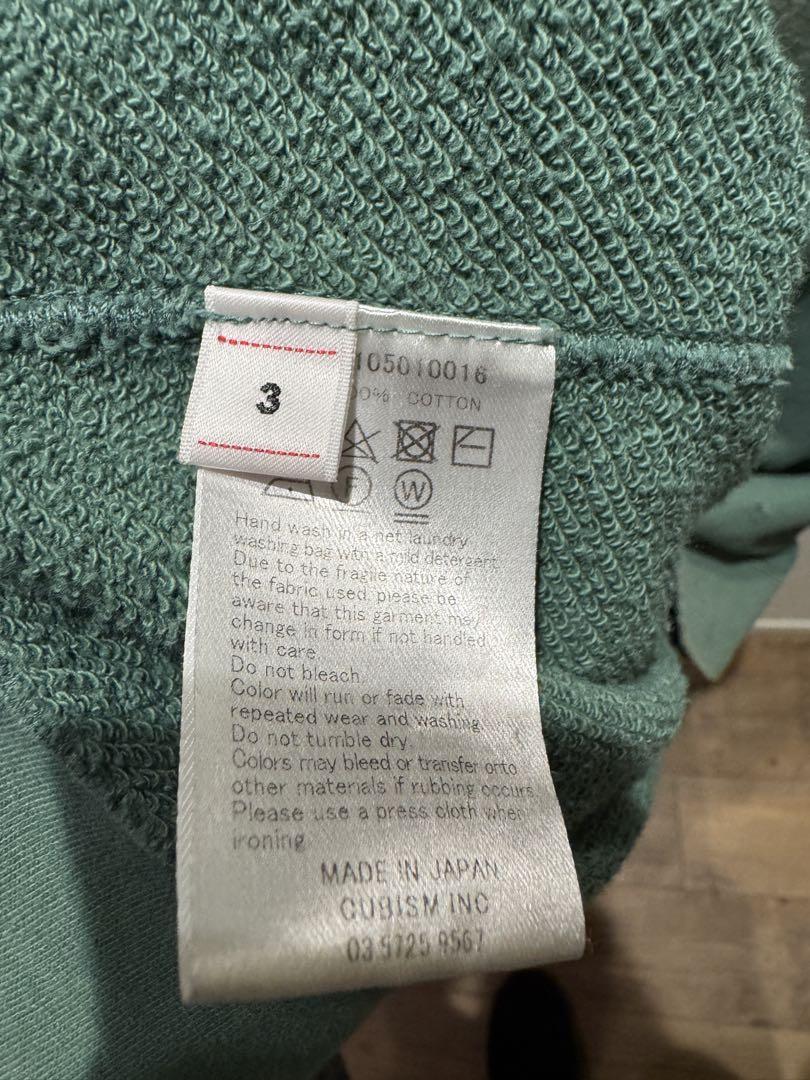 3
105010016
0% COTTON
F
W
Hand wash in a net laundry
washing bag with a mild detergent.
Due to the fragile nature of
the fabric used, please be
aware that this garment may
change in form if not handled
with care.
Do not bleach.
Color will run or fade with
repeated wear and washing.
Do not tumble dry.
Colors may bleed or transfer onto
other materials if rubbing occurs.
Please use a press cloth when
ironing.
MADE IN JAPAN
CUBISM INC
03 5725 9567